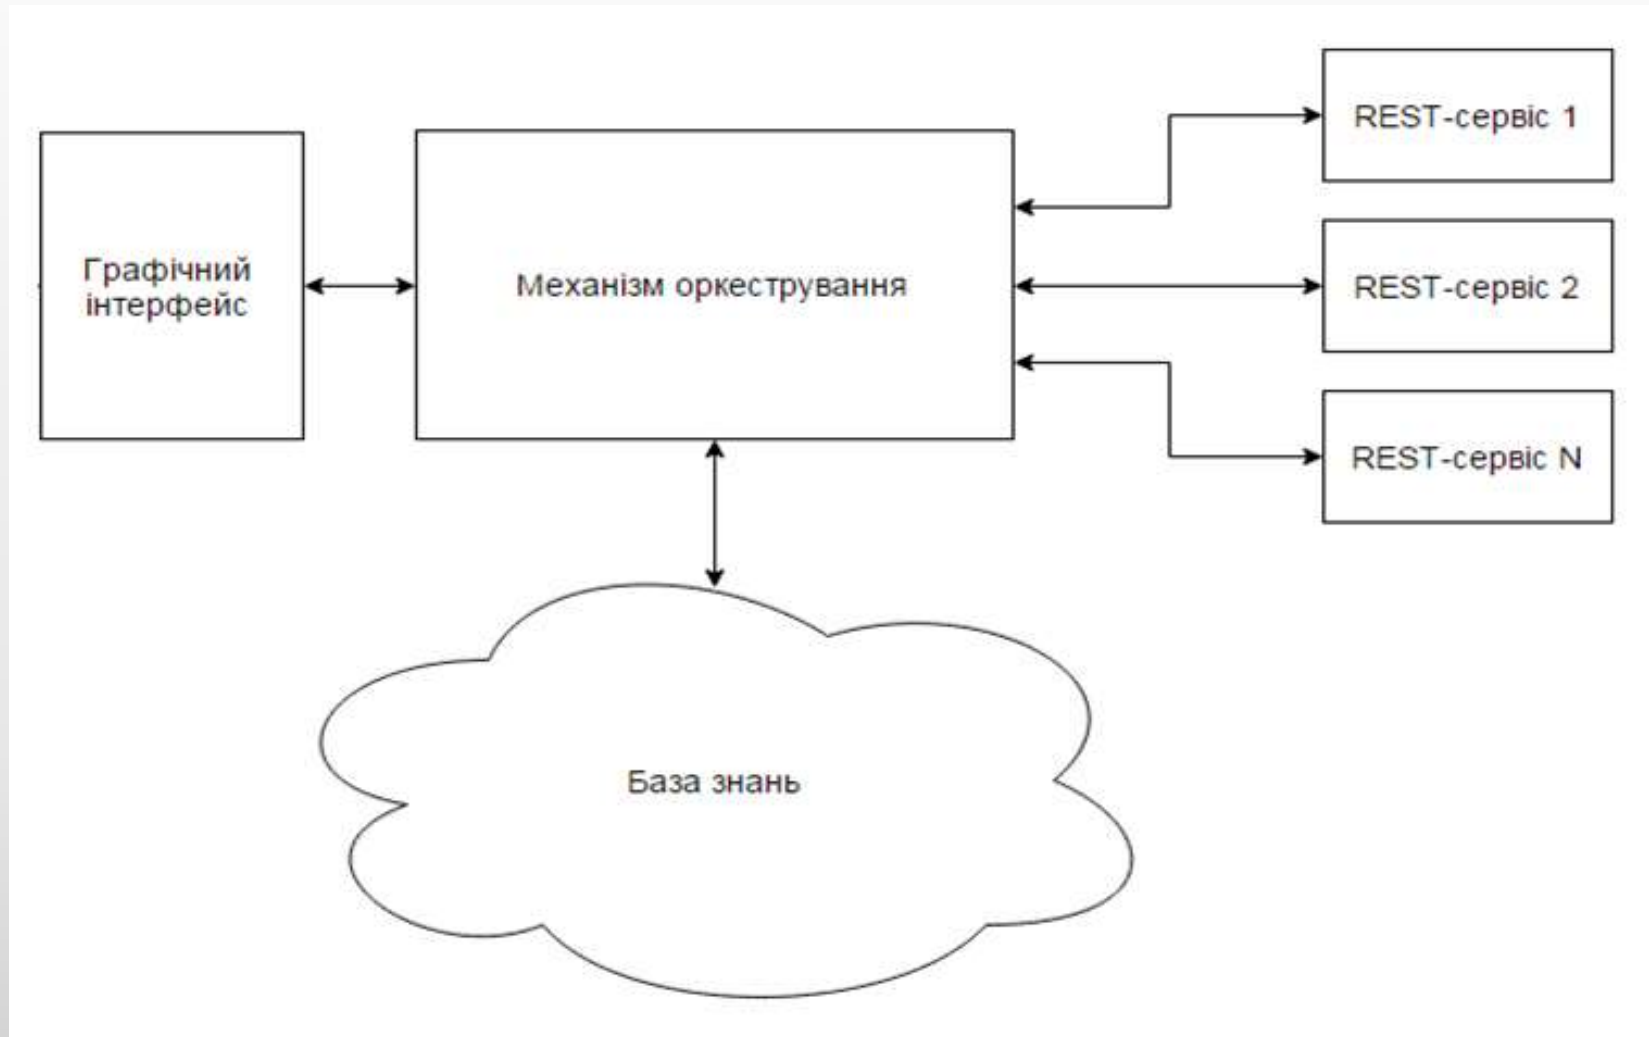 Графічний
інтерфейс
Механізм оркестрування
REST-сервіс 1
REST-сервіс 2
REST-сервіс N
База знань